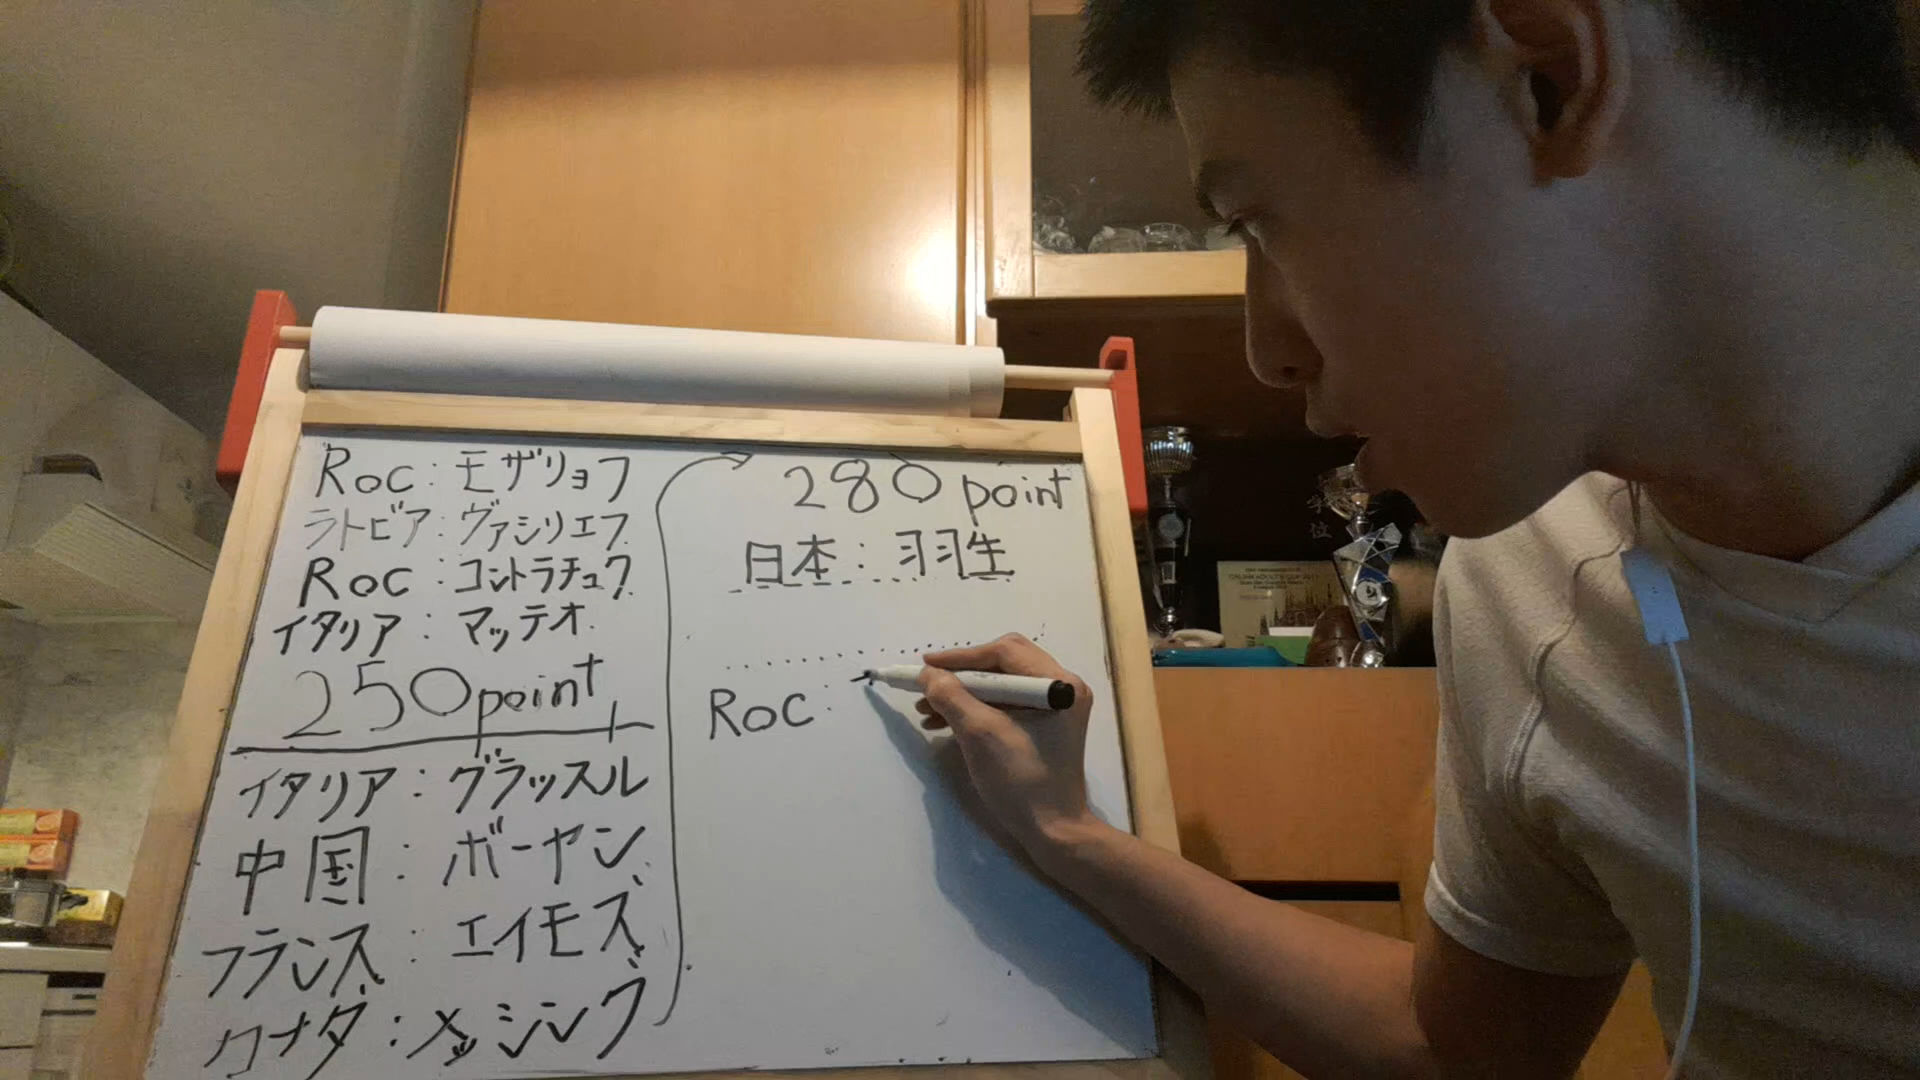 Roc:モザリョフ
ラトビア:ヴァシリエフ
Roc:コントラチュク
イタリア:マッテオ
250point
イタリア:グラッスル
中国:ボーヤン
フランス:エイモズ
カナダ:メッシング
280point
日本:羽生
Roc:
学位